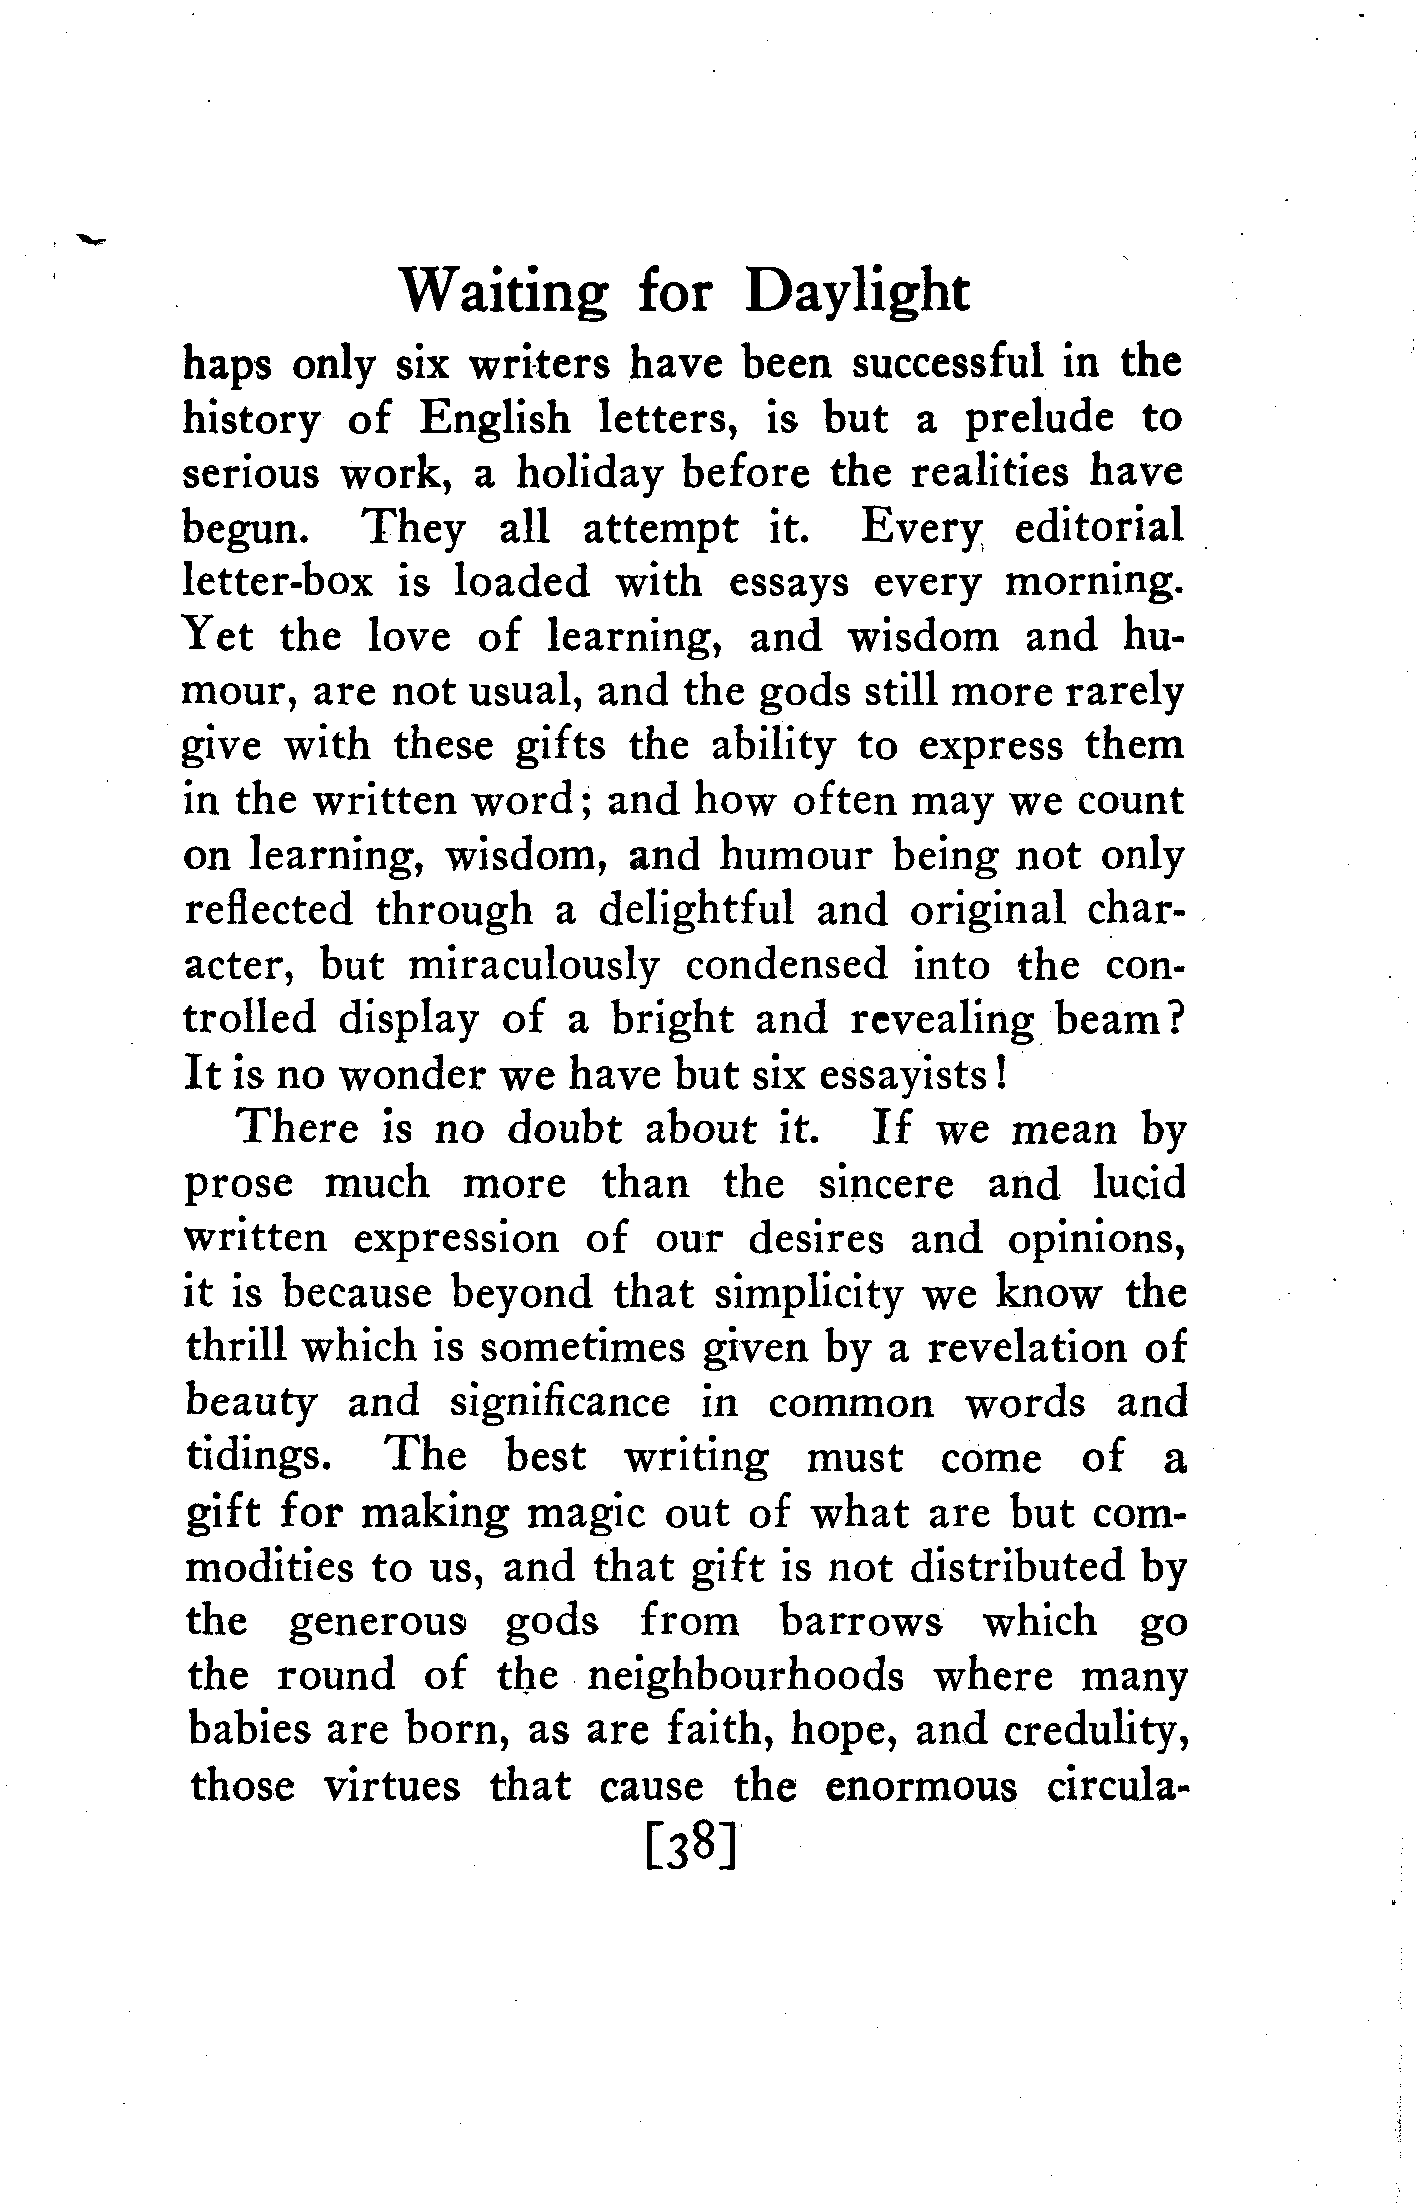 Waiting for Daylight
haps only six writers have been successful in the
history of English letters, is but a prelude to
serious work, a holiday before the realities have
begun. They all attempt it. Every editorial
letter-box is loaded with essays every morning.
Yet the love of learning, and wisdom and hu-
mour, are not usual, and the gods still more rarely
give with these gifts the ability to express them
in the written word; and how often may we count
on learning, wisdom, and humour being not only
reflected through a delightful and original char-
acter, but miraculously condensed into the con-
trolled display of a bright and revealing beam?
It is no wonder we have but six essayists!
There is no doubt about it. If we mean by
prose much more than the sincere and lucid
written expression of our desires and opinions,
it is because beyond that simplicity we know the
thrill which is sometimes given by a revelation of
beauty and significance in common words and
tidings. The best writing must come of a
gift for making magic out of what are but com-
modities to us, and that gift is not distributed by
the generous gods from barrows which go
the round of the neighbourhoods where many
babies are born, as are faith, hope, and credulity,
those virtues that cause the enormous circula-
[38]